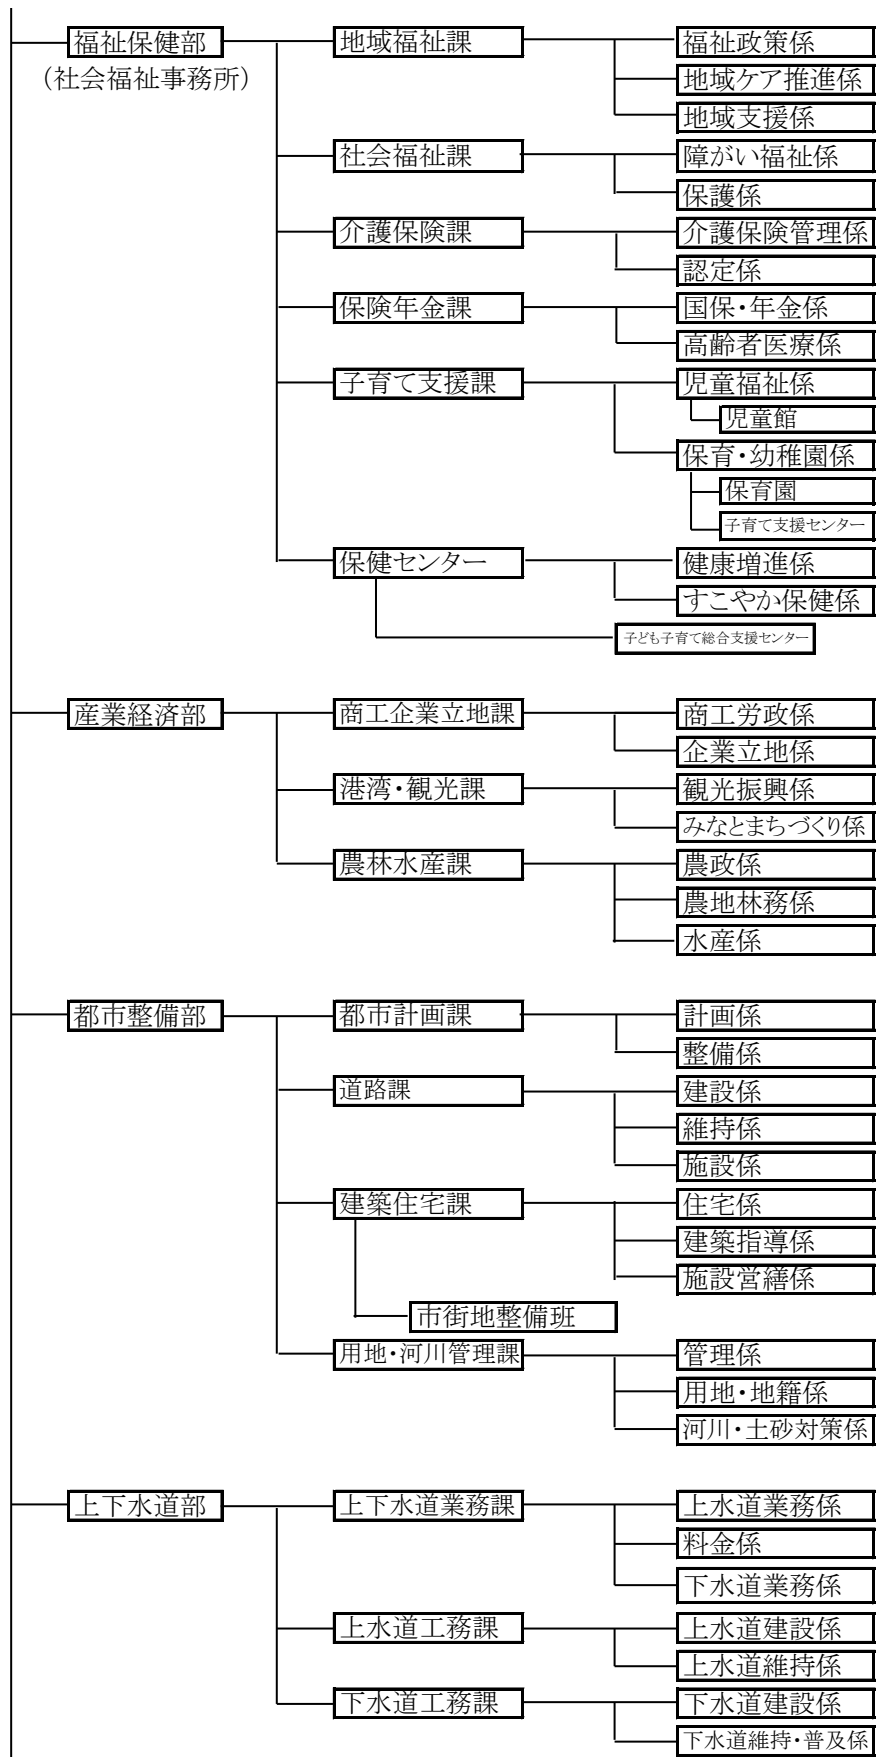 福祉保健部 地域福祉課 福祉政策係
(社会福祉事務所) 地域ケア推進係
地域支援係
社会福祉課 障がい福祉係
保護係
介護保険課 介護保険管理係
認定係
保険年金課 国保・年金係
高齢者医療係
子育て支援課 児童福祉係
児童館
保育・幼稚園係
保育園
子育て支援センター
保健センター 健康増進係
すこやか保健係
子ども子育て総合支援センター
産業経済部 商工企業立地課 商工労政係
企業立地係
港湾・観光課 観光振興係
みなとまちづくり係
農林水産課 農政係
農地林務係
水産係
都市整備部 都市計画課 計画係
整備係
道路課 建設係
維持係
施設係
建築住宅課 住宅係
建築指導係
施設営繕係
市街地整備班
用地・河川管理課 管理係
用地・地籍係
河川・土砂対策係
上下水道部 上下水道業務課 上水道業務係
料金係
下水道業務係
上水道工務課 上水道建設係
上水道維持係
下水道工務課 下水道建設係
下水道維持・普及係